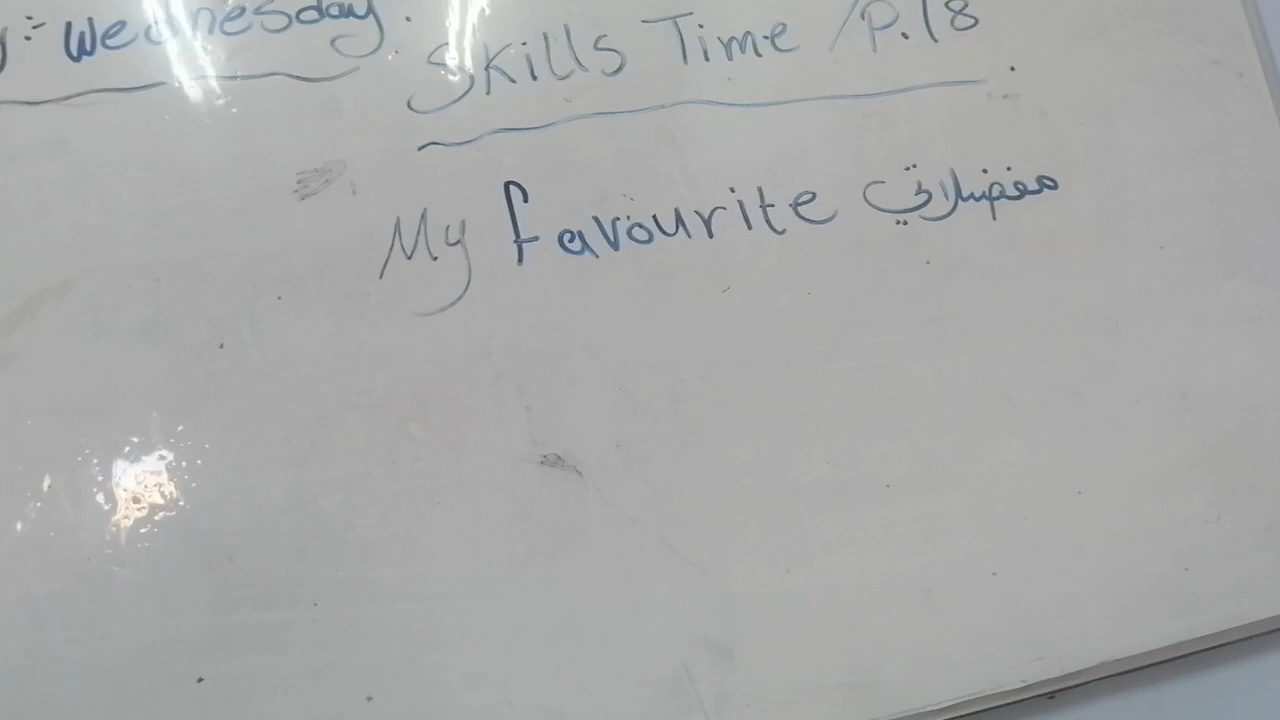 :- Wednesday.
Skills Time / P.18
My favourite مفضلاتي